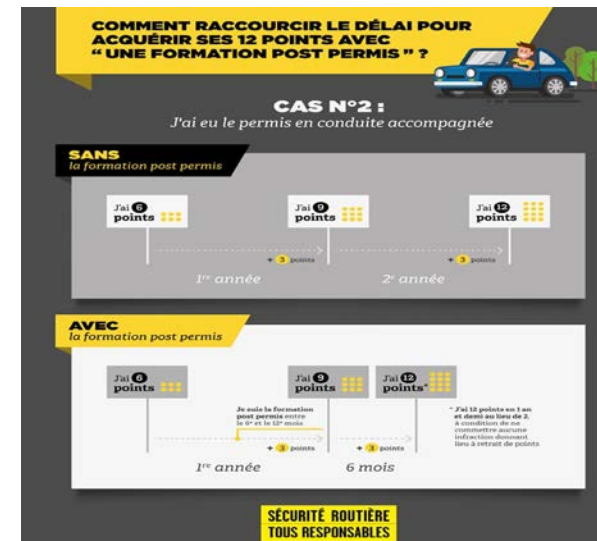 COMMENT RACCOURCIR LE DÉLAI POUR
ACQUÉRIR SES 12 POINTS AVEC
“ UNE FORMATION POST PERMIS ” ?
CAS N°2 :
J'ai eu le permis en conduite accompagnée
SANS
la formation post permis
J'ai 6
points
J'ai 9
points
J'ai 12
points
+ 3 points
+ 3 points
1re année
2e année
AVEC
la formation post permis
J'ai 6
points
J'ai 9
points
J'ai 12
points*
Je suis la formation
post permis entre
le 6e et le 12e mois
+ 3 points
+ 3 points
1re année
6 mois
* J'ai 12 points en 1 an
et demi au lieu de 2,
à condition de ne
commettre aucune
infraction donnant
lieu à retrait de points
SÉCURITÉ ROUTIÈRE
TOUS RESPONSABLES